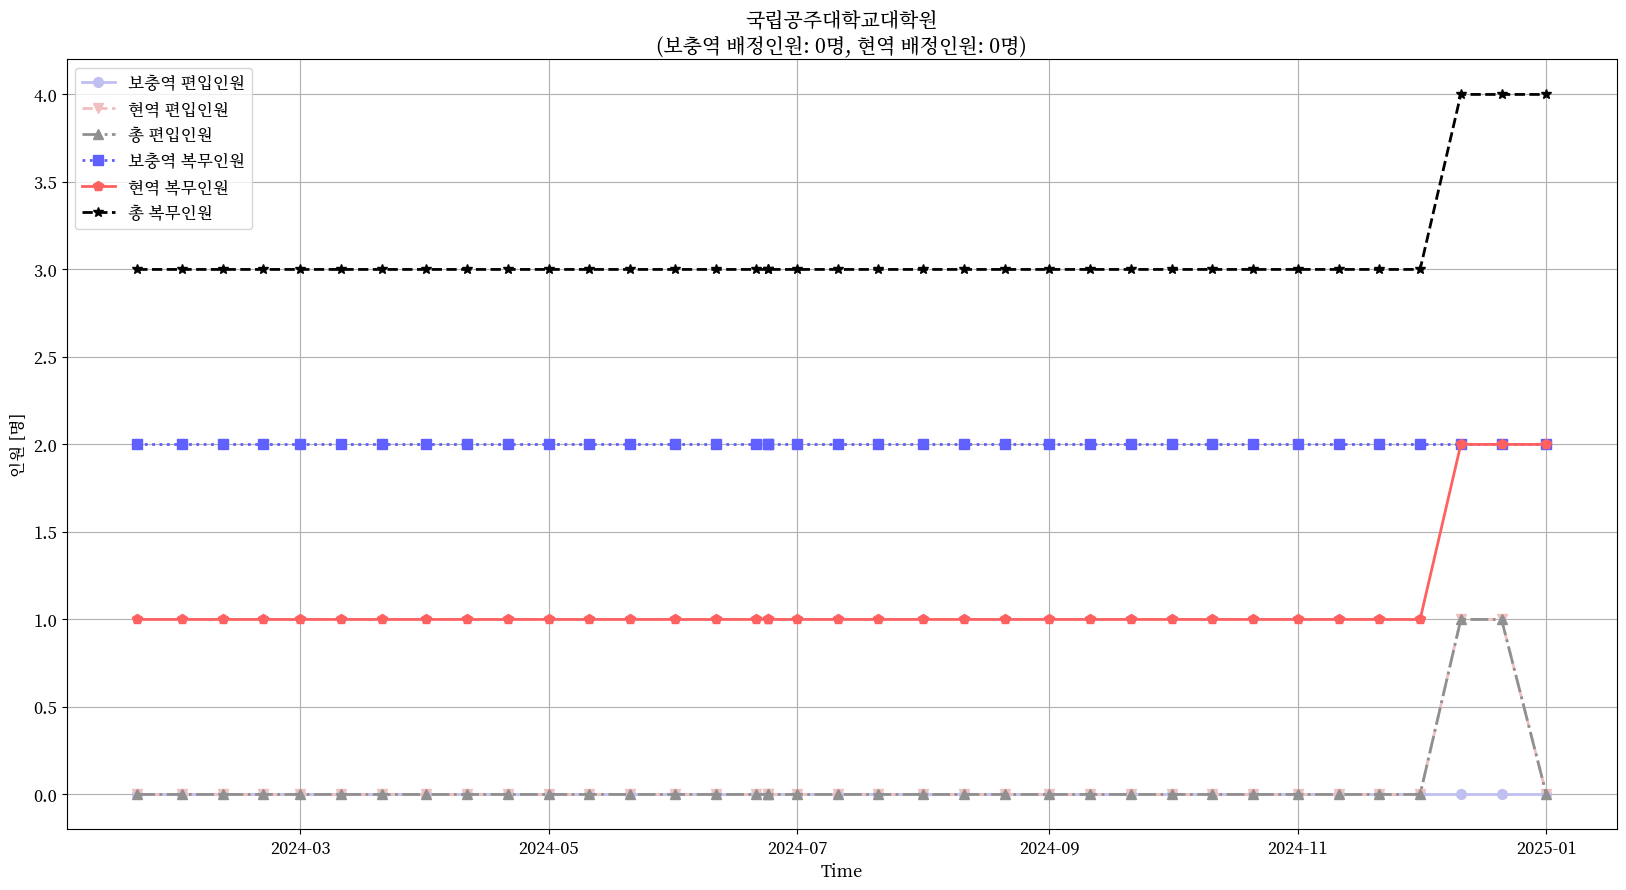 국립공주대학교대학원
(보충역 배정인원: 0명, 현역 배정인원: 0명)
보충역 편입인원
현역 편입인원
총 편입인원
보충역 복무인원
현역 복무인원
총 복무인원
4.0
3.5
3.0
2.5
2.0
1.5
1.0
0.5
0.0
인원 [명]
2024-03
2024-05
2024-07
2024-09
2024-11
2025-01
Time